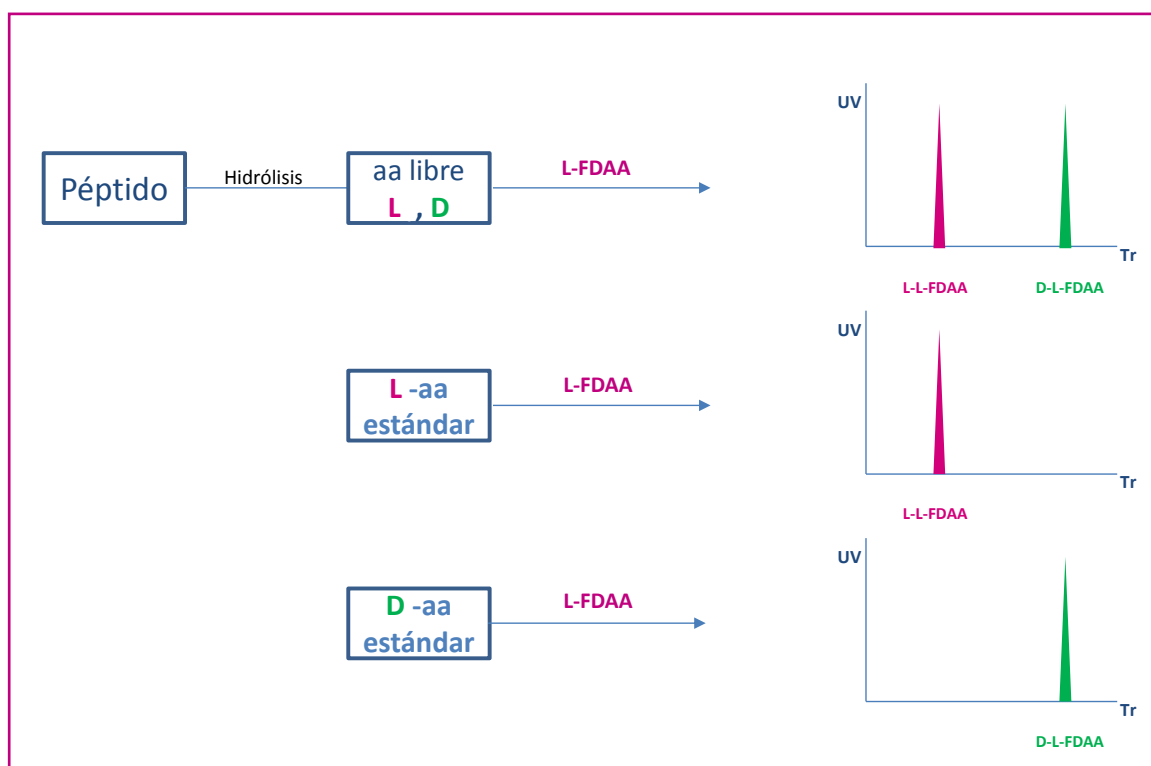 Péptido
Hidrólisis
aa libre
L , D
L-FDAA
UV
Tr
L-L-FDAA
D-L-FDAA
L -aa
estándar
L-FDAA
UV
Tr
L-L-FDAA
D -aa
estándar
L-FDAA
UV
Tr
D-L-FDAA